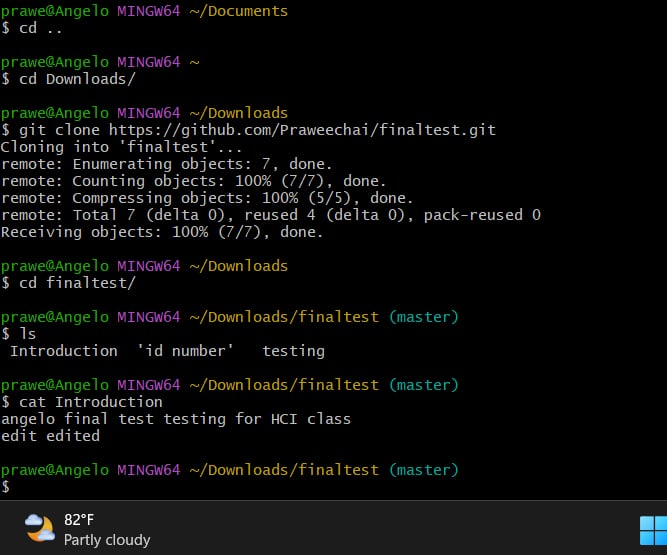 prawe@Angelo MINGW64 ~/Documents
$ cd ..
prawe@Angelo MINGW64 ~
$ cd Downloads/
prawe@Angelo MINGW64 ~/Downloads
$ git clone https://github.com/Praweechai/finaltest.git
Cloning into 'finaltest'...
remote: Enumerating objects: 7, done.
remote: Counting objects: 100% (7/7), done.
remote: Compressing objects: 100% (5/5), done.
remote: Total 7 (delta 0), reused 4 (delta 0), pack-reused 0
Receiving objects: 100% (7/7), done.
prawe@Angelo MINGW64 ~/Downloads
$ cd finaltest/
prawe@Angelo MINGW64 ~/Downloads/finaltest (master)
$ ls
Introduction  'id number'   testing
prawe@Angelo MINGW64 ~/Downloads/finaltest (master)
$ cat Introduction
angelo final test testing for HCI class
edit edited
prawe@Angelo MINGW64 ~/Downloads/finaltest (master)
$
82°F
Partly cloudy